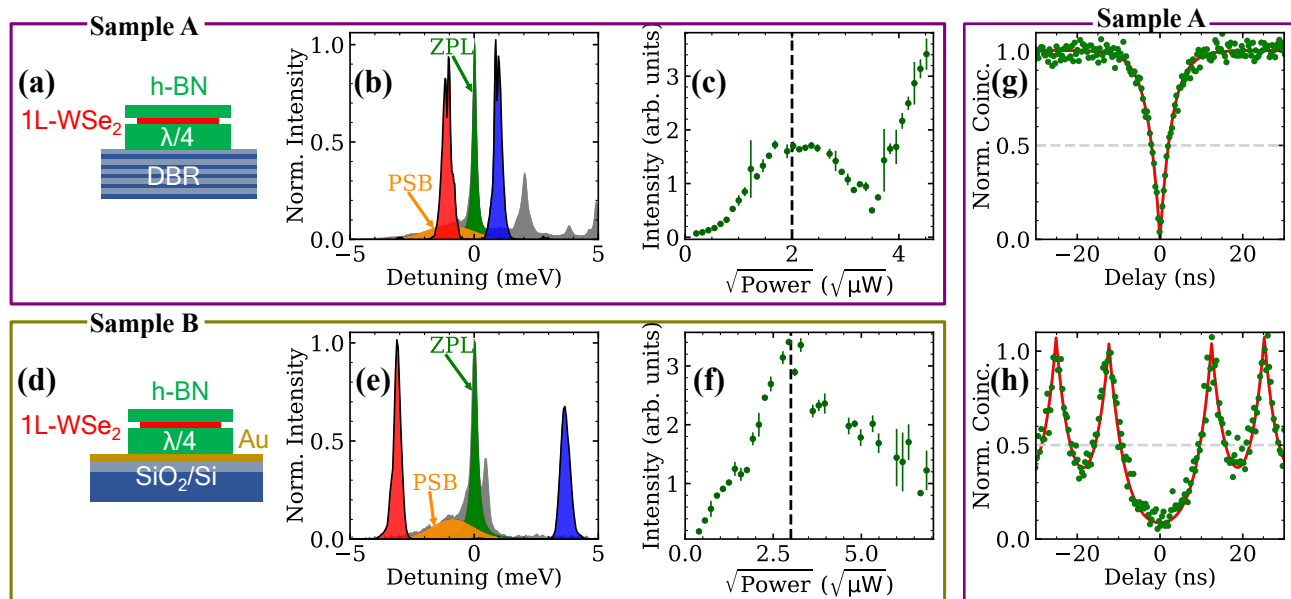 Sample A
(a)
h-BN
1L-WSe₂
λ/4
DBR
(b)
Norm. Intensity
1.0
0.5
0.0
ZPL
PSB
−5
0
5
Detuning (meV)
(c)
Intensity (arb. units)
3
2
1
0
0
2
4
√Power (√μW)
Sample A
(g)
Norm. Coinc.
1.0
0.5
0.0
−20
0
20
Delay (ns)
Sample B
(d)
h-BN
1L-WSe₂
λ/4
Au
SiO₂/Si
(e)
Norm. Intensity
1.0
0.5
0.0
ZPL
PSB
−5
0
5
Detuning (meV)
(f)
Intensity (arb. units)
3
2
1
0.0
2.5
5.0
√Power (√μW)
(h)
Norm. Coinc.
1.0
0.5
0.0
−20
0
20
Delay (ns)